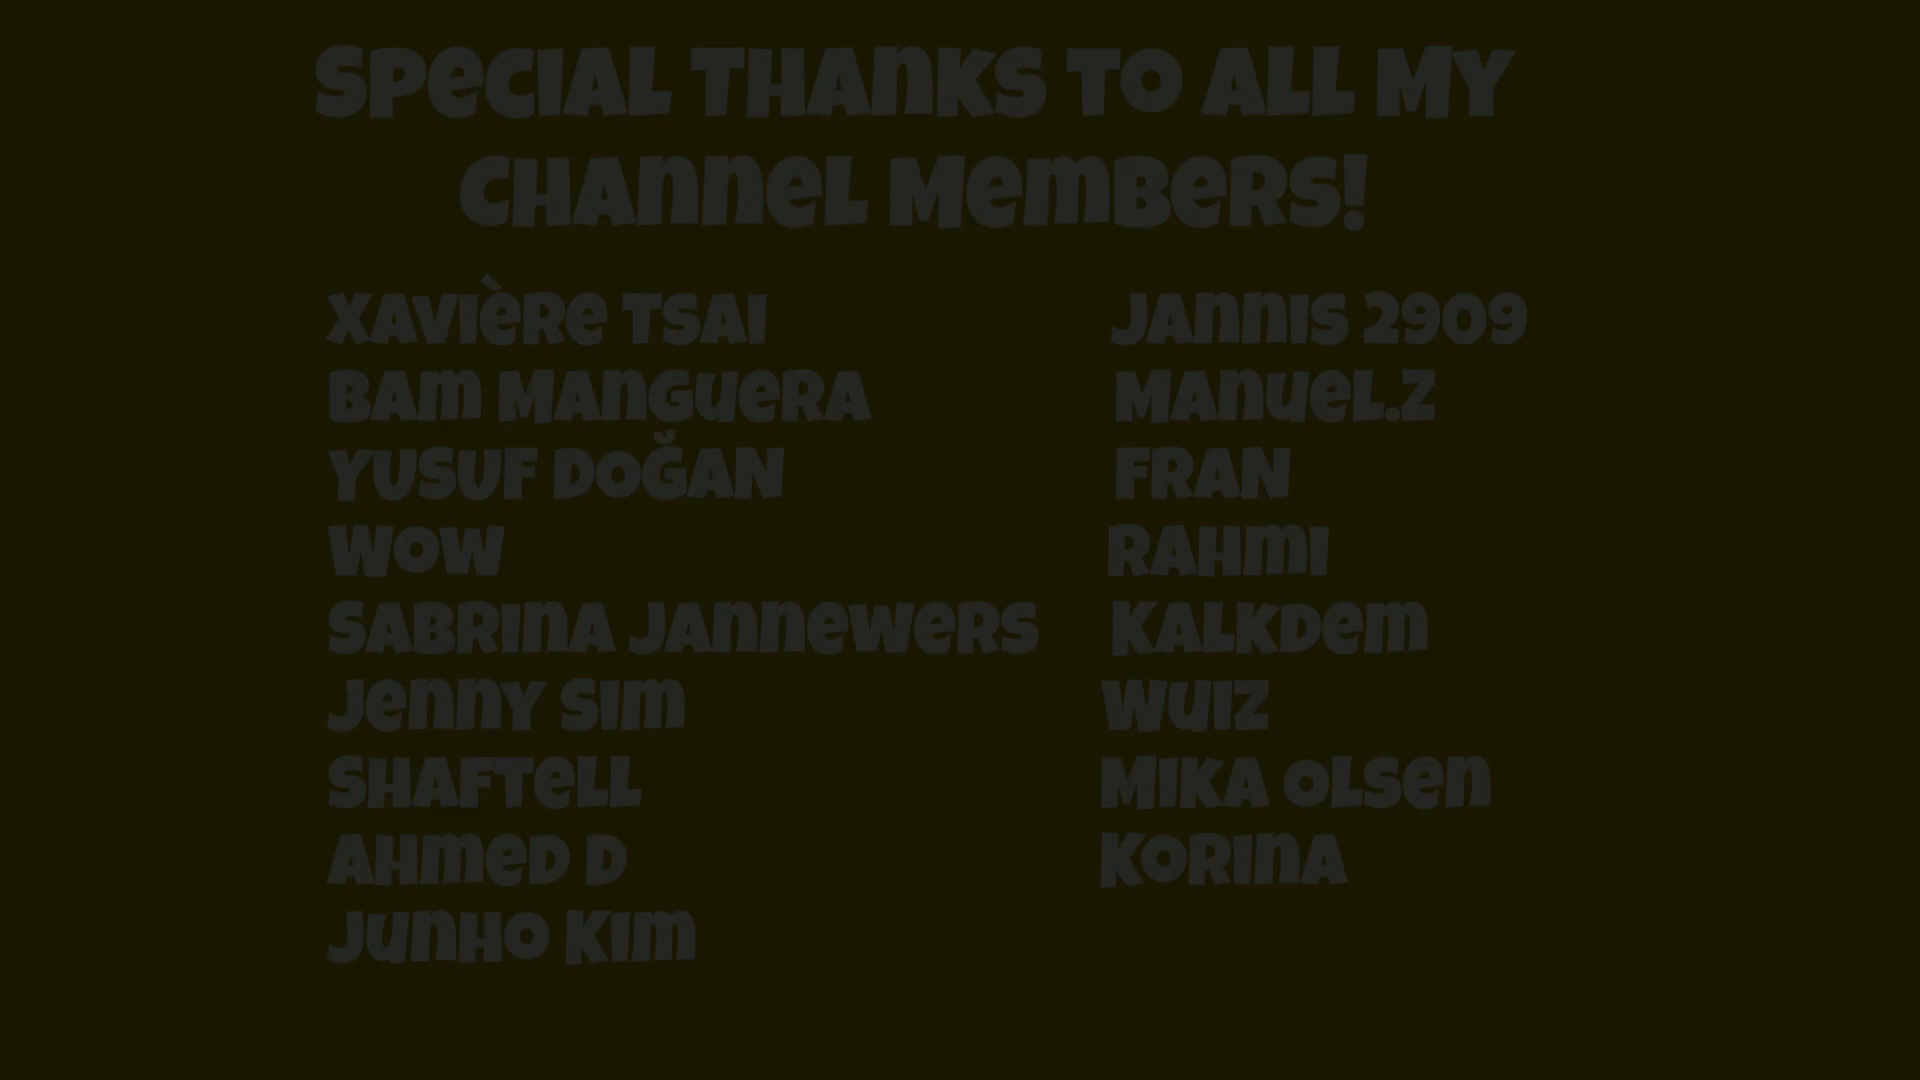 Special Thanks to all my
channel members!
Xavière Tsai
Bam Manguera
YUSUF DOĞAN
Wow
Sabrina Jannewers
Jenny Sim
Shaftell
Ahmed D
Junho Kim
Jannis 2909
Manuel.Z
FRAN
Rahmi
Kalkdem
Wuiz
Mika Olsen
Korina